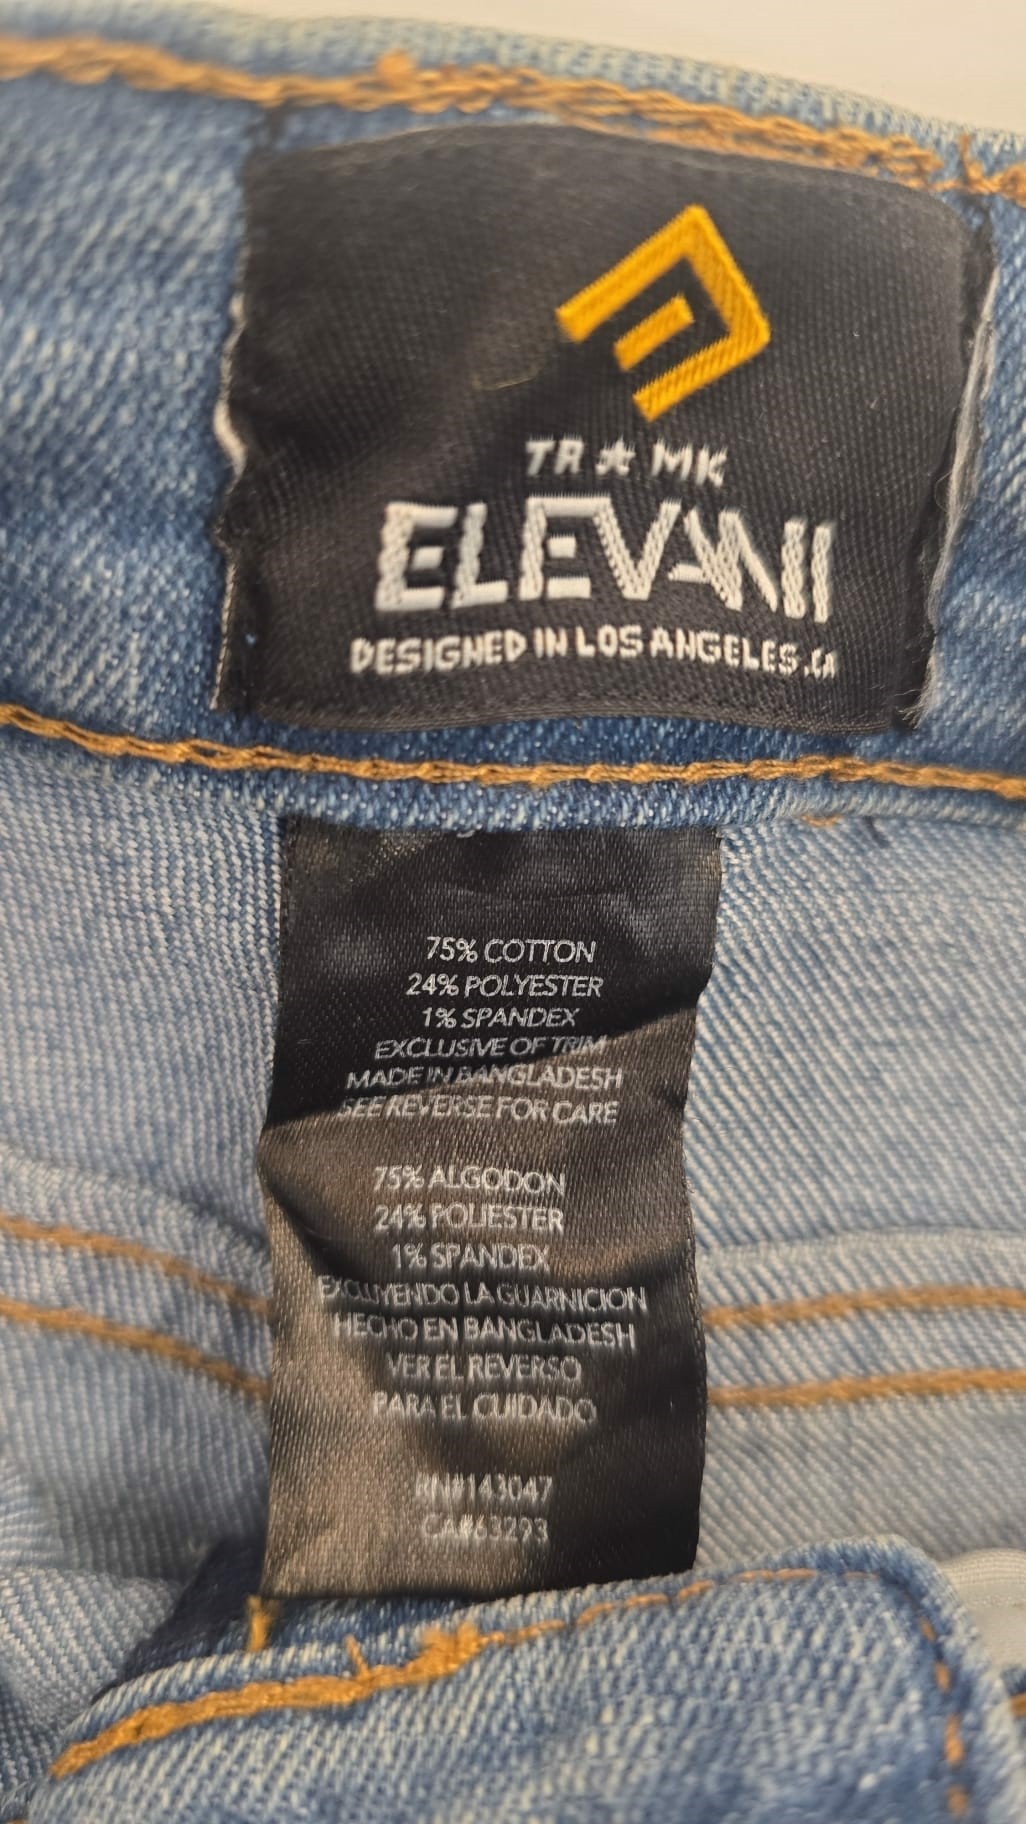 TR★MK
ELEVANI
DESIGNED IN LOS ANGELES.CA
75% COTTON
24% POLYESTER
1% SPANDEX
EXCLUSIVE OF TRIM
MADE IN BANGLADESH
SEE REVERSE FOR CARE
75% ALGODON
24% POLIESTER
1% SPANDEX
EXCLUYENDO LA GUARNICION
HECHO EN BANGLADESH
VER EL REVERSO
PARA EL CUIDADO
RN#143047
CA#63293